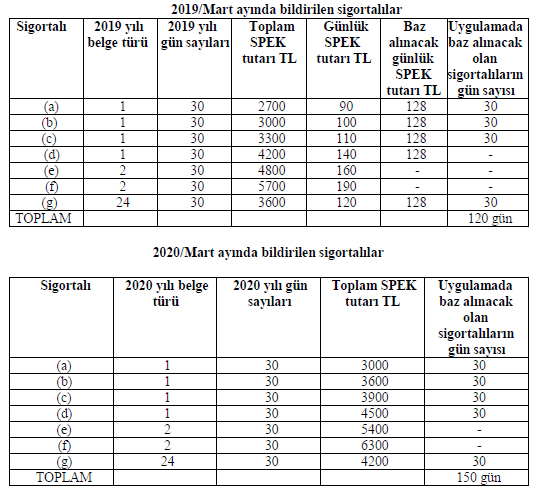 2019/Mart ayında bildirilen sigortalılar
Sigortalı 2019 yılı belge türü 2019 yılı gün sayıları Toplam SPEK tutarı TL Günlük SPEK tutarı TL Baz alınacak günlük SPEK tutarı TL Uygulamada baz alınacak olan sigortalıların gün sayısı
(a) 1 30 2700 90 128 30
(b) 1 30 3000 100 128 30
(c) 1 30 3300 110 128 30
(d) 1 30 4200 140 128 -
(e) 2 30 4800 160 - -
(f) 2 30 5700 190 - -
(g) 24 30 3600 120 128 30
TOPLAM 120 gün
2020/Mart ayında bildirilen sigortalılar
Sigortalı 2020 yılı belge türü 2020 yılı gün sayıları Toplam SPEK tutarı TL Uygulamada baz alınacak olan sigortalıların gün sayısı
(a) 1 30 3000 30
(b) 1 30 3600 30
(c) 1 30 3900 30
(d) 1 30 4500 30
(e) 2 30 5400 -
(f) 2 30 6300 -
(g) 24 30 4200 30
TOPLAM 150 gün